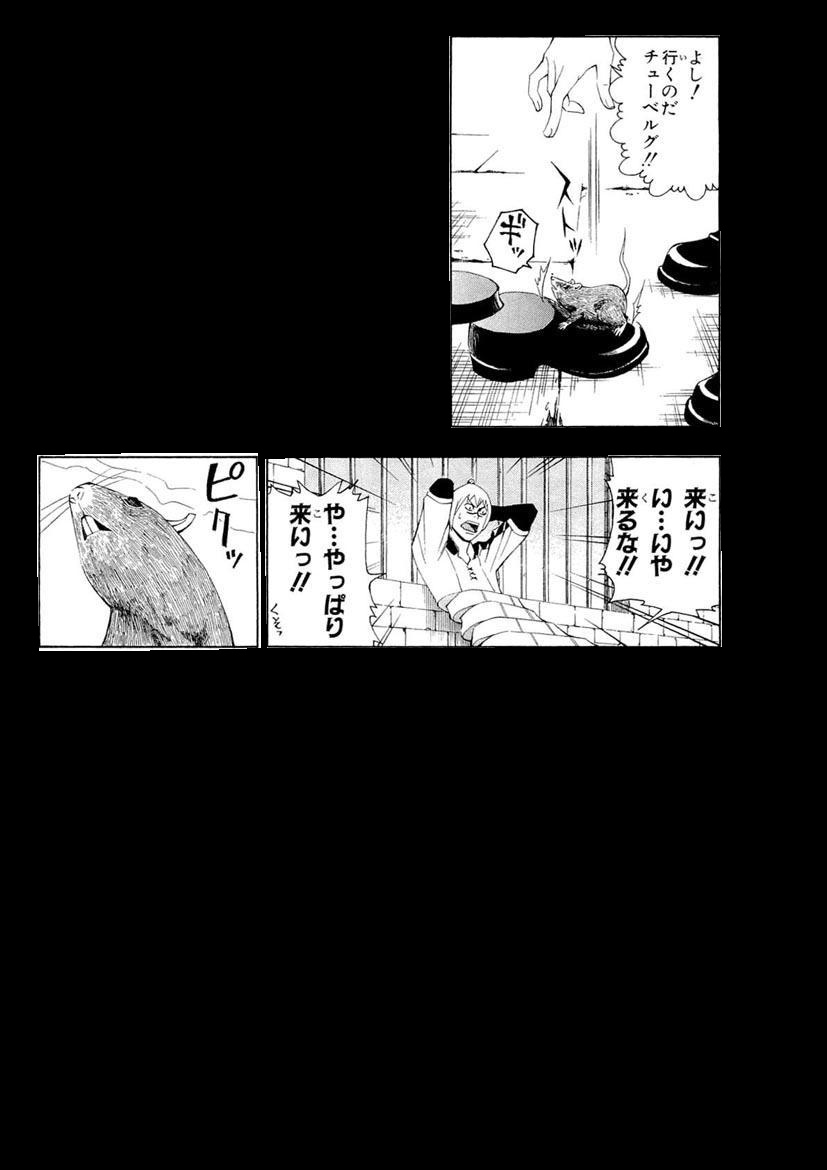 よし！
行くのだ
チューベルグ!!
スト
ギッ
来いっ!!
い…いや
来るな!!
や…やっぱり
来いっ!!
くそっ
ピクッ